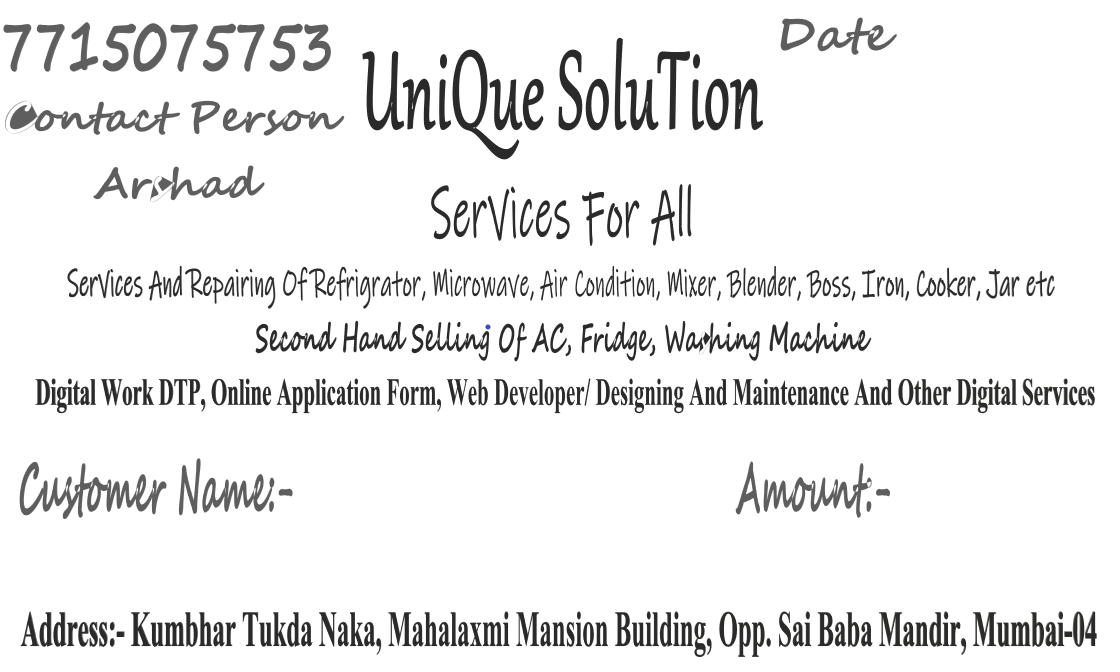 7715075753
Date
UniQue SoluTion
Contact Person
Arshad
SerVices For All
SerVices And Repairing Of Refrigrator, Microwave, Air Condition, Mixer, Blender, Boss, Iron, Cooker, Jar etc
Second Hand Selling Of AC, Fridge, Washing Machine
Digital Work DTP, Online Application Form, Web Developer/ Designing And Maintenance And Other Digital Services
Customer Name:-
Amount:-
Address:- Kumbhar Tukda Naka, Mahalaxmi Mansion Building, Opp. Sai Baba Mandir, Mumbai-04